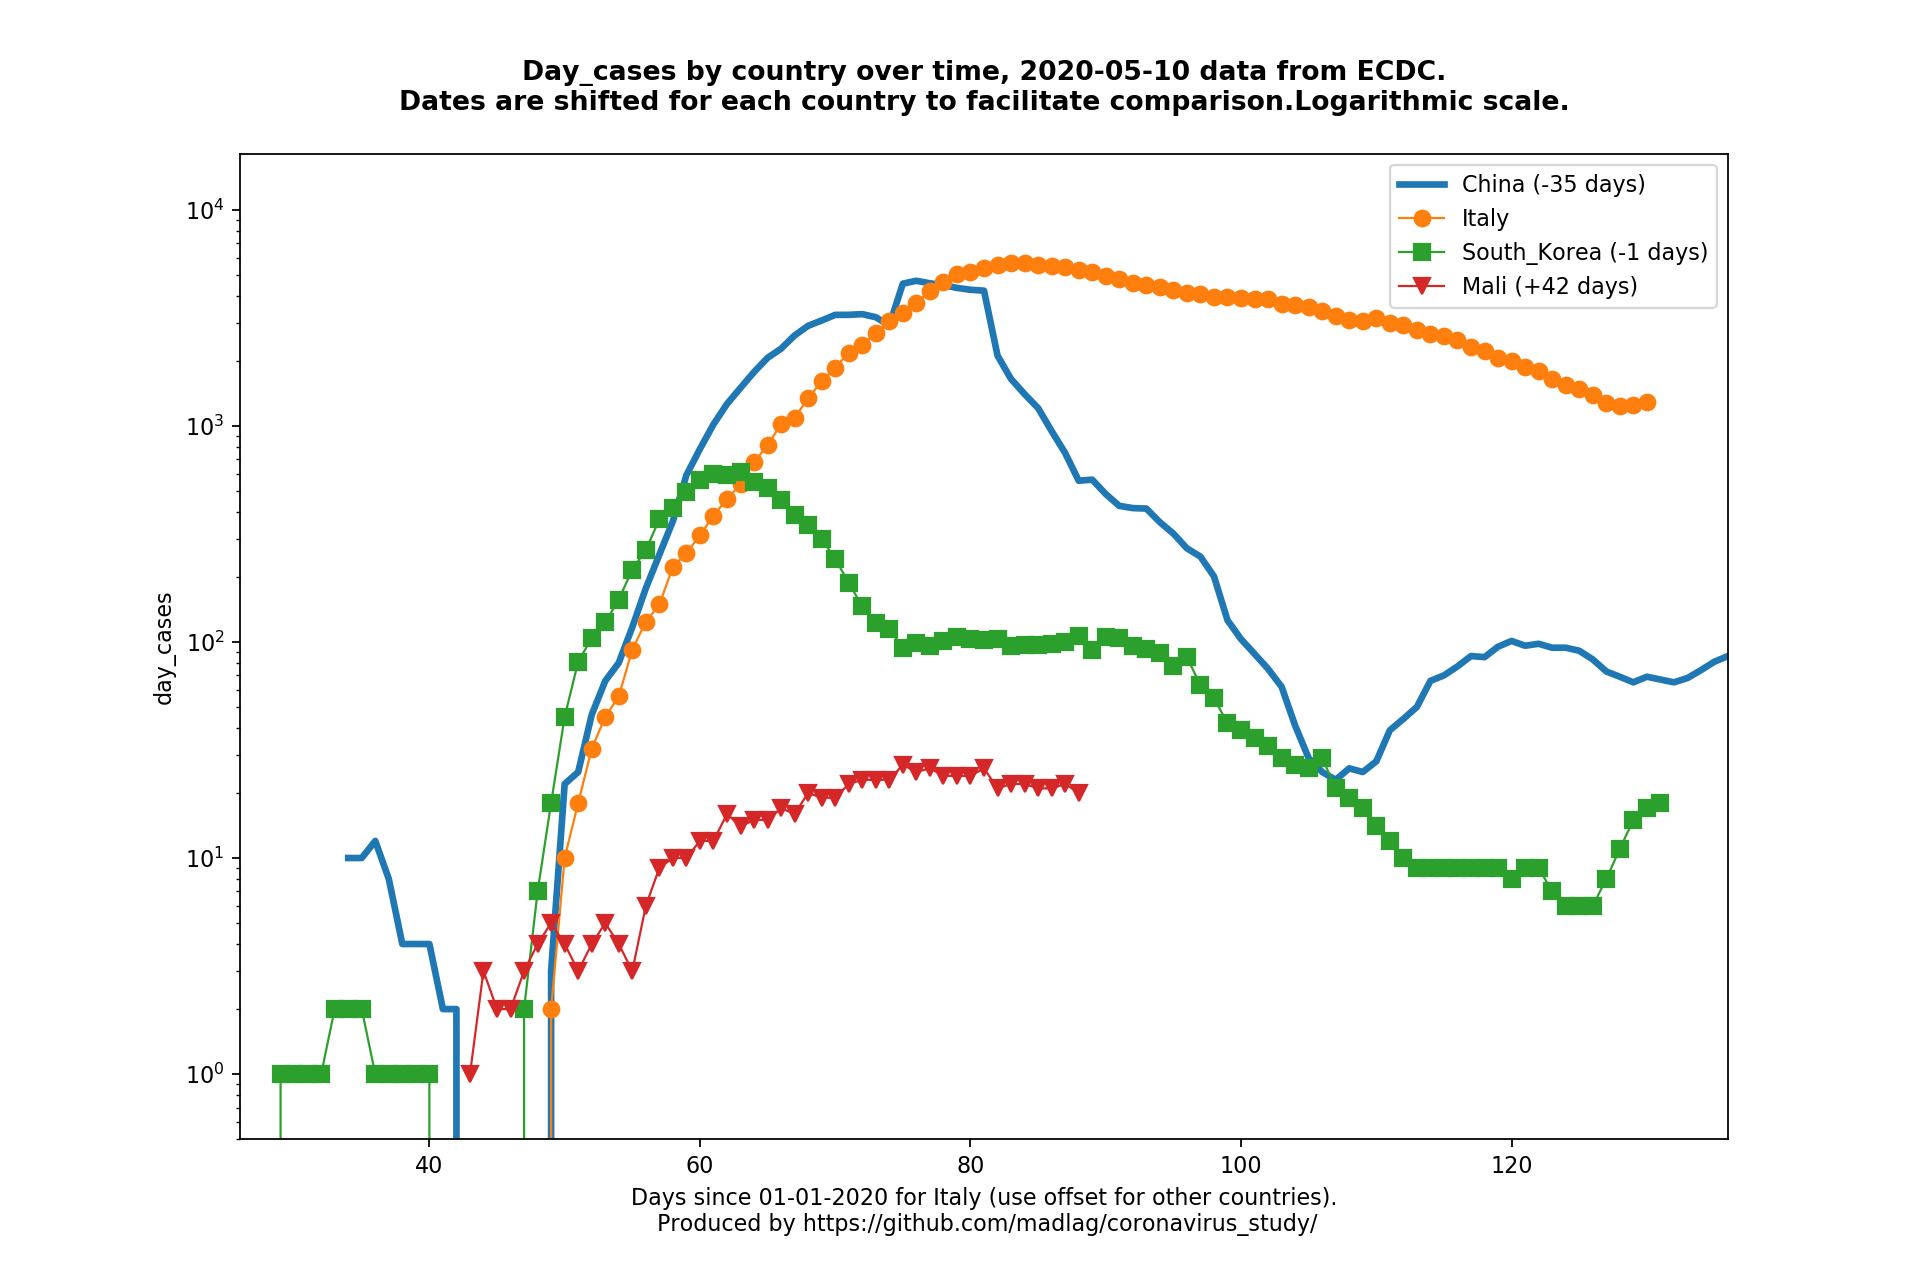 Day_cases by country over time, 2020-05-10 data from ECDC.
Dates are shifted for each country to facilitate comparison.Logarithmic scale.
China (-35 days)
Italy
South_Korea (-1 days)
Mali (+42 days)
day_cases
10⁴
10³
10²
10¹
10⁰
40 60 80 100 120
Days since 01-01-2020 for Italy (use offset for other countries).
Produced by https://github.com/madlag/coronavirus_study/